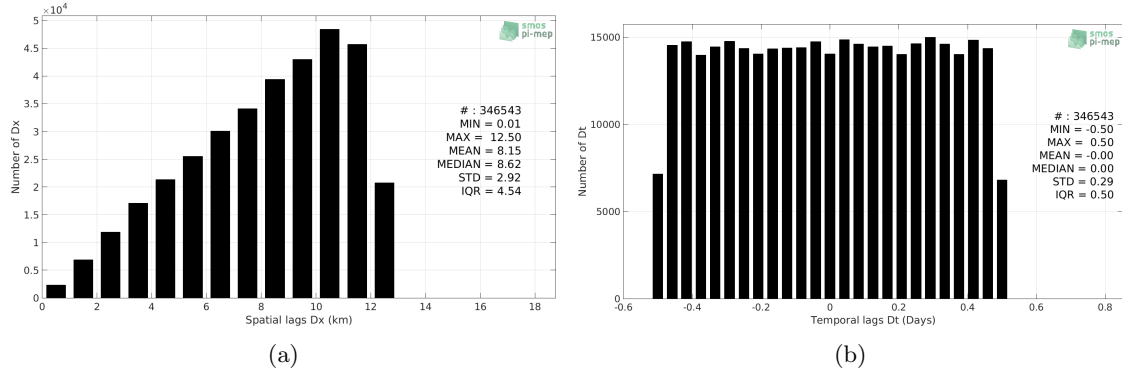 ×10⁴
5
4.5
4
3.5
3
2.5
2
1.5
1
0.5
0
Number of Dx
smos
pi-mep
# : 346543
MIN = 0.01
MAX = 12.50
MEAN = 8.15
MEDIAN = 8.62
STD = 2.92
IQR = 4.54
0 2 4 6 8 10 12 14 16 18
Spatial lags Dx (km)
(a)
15000
10000
5000
0
Number of Dt
smos
pi-mep
# : 346543
MIN = -0.50
MAX = 0.50
MEAN = -0.00
MEDIAN = 0.00
STD = 0.29
IQR = 0.50
-0.6 -0.4 -0.2 0 0.2 0.4 0.6 0.8
Temporal lags Dt (Days)
(b)